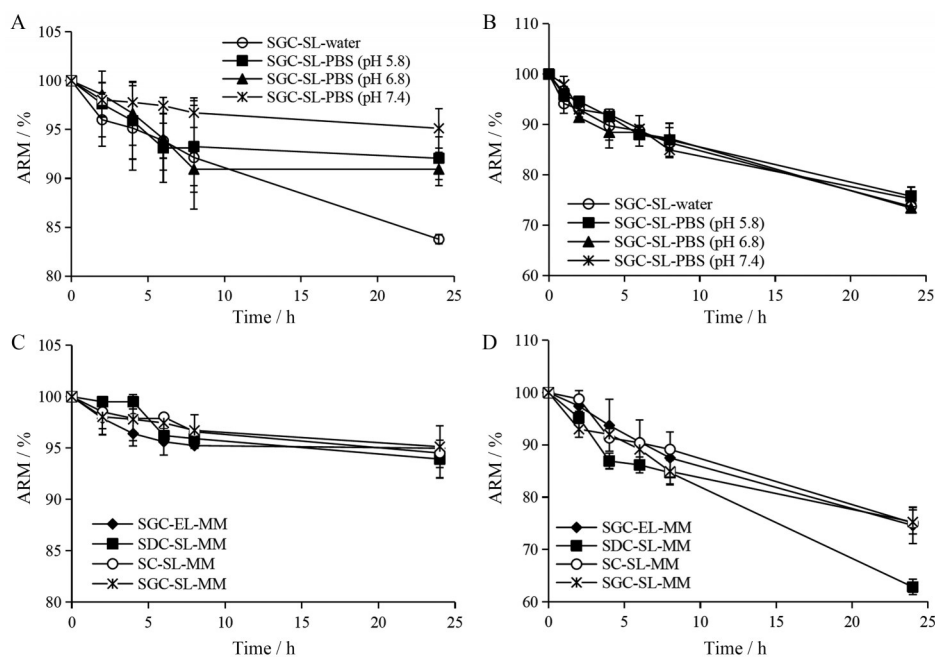 A
105
100
95
90
85
80
ARM / %
SGC-SL-water
SGC-SL-PBS (pH 5.8)
SGC-SL-PBS (pH 6.8)
SGC-SL-PBS (pH 7.4)
0 5 10 15 20 25
Time / h
B
110
100
90
80
70
60
ARM / %
SGC-SL-water
SGC-SL-PBS (pH 5.8)
SGC-SL-PBS (pH 6.8)
SGC-SL-PBS (pH 7.4)
0 5 10 15 20 25
Time / h
C
105
100
95
90
85
80
ARM / %
SGC-EL-MM
SDC-SL-MM
SC-SL-MM
SGC-SL-MM
0 5 10 15 20 25
Time / h
D
110
100
90
80
70
60
ARM / %
SGC-EL-MM
SDC-SL-MM
SC-SL-MM
SGC-SL-MM
0 5 10 15 20 25
Time / h